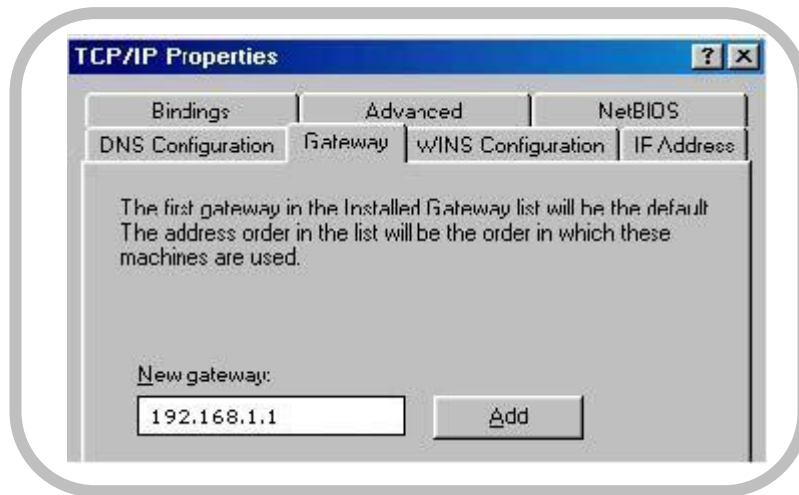 TCP/IP Properties
? ×
Bindings Advanced NetBIOS
DNS Configuration Gateway WINS Configuration IP Address
The first gateway in the Installed Gateway list will be the default.
The address order in the list will be the order in which these
machines are used.
New gateway:
192.168.1.1 Add